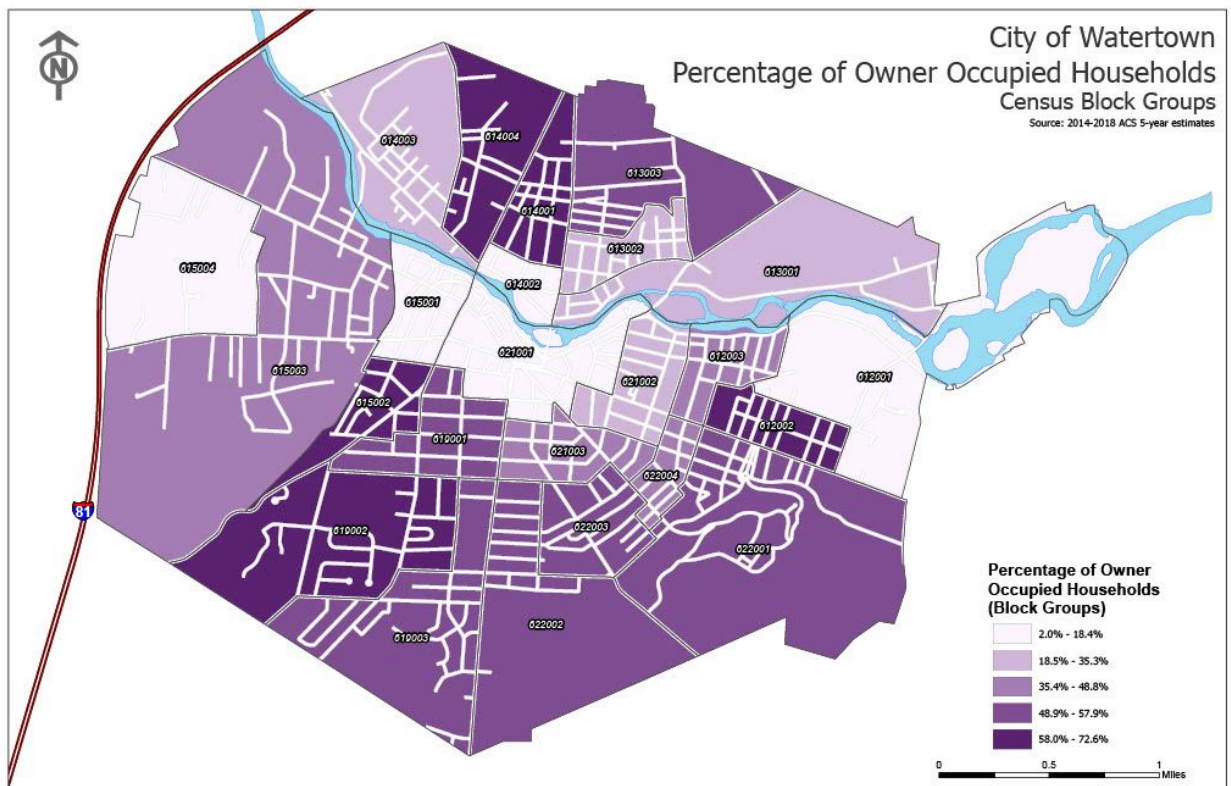 N
City of Watertown
Percentage of Owner Occupied Households
Census Block Groups
Source: 2014-2018 ACS 5-year estimates
614003
614004
613003
614001
613002
613001
615004
614002
615001
621001
612003
612001
615003
621002
615002
612002
619001
621003
622004
81
619002
622003
622001
619003
622002
Percentage of Owner
Occupied Households
(Block Groups)
2.0% - 18.4%
18.5% - 35.3%
35.4% - 48.8%
48.9% - 57.9%
58.0% - 72.6%
0 0.5 1
Miles